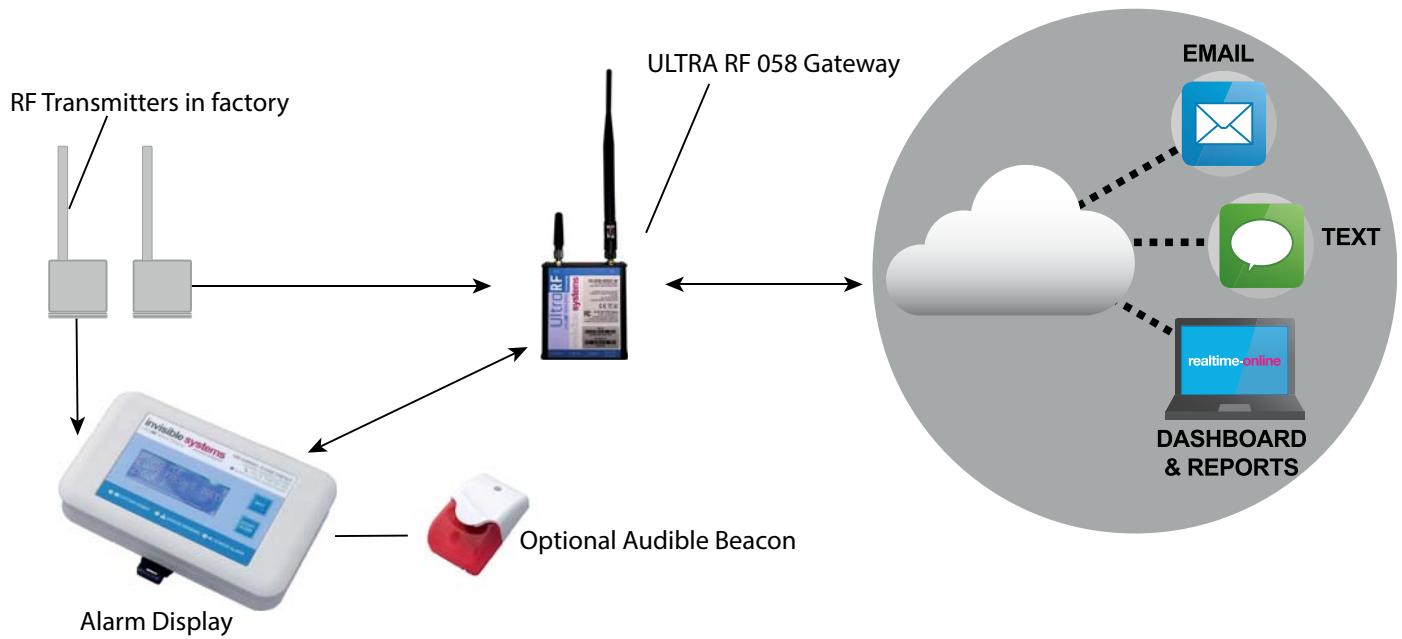 EMAIL
ULTRA RF 058 Gateway
RF Transmitters in factory
TEXT
UltraRF
systems
realtime-online
invisible systems
DASHBOARD
& REPORTS
Optional Audible Beacon
Alarm Display